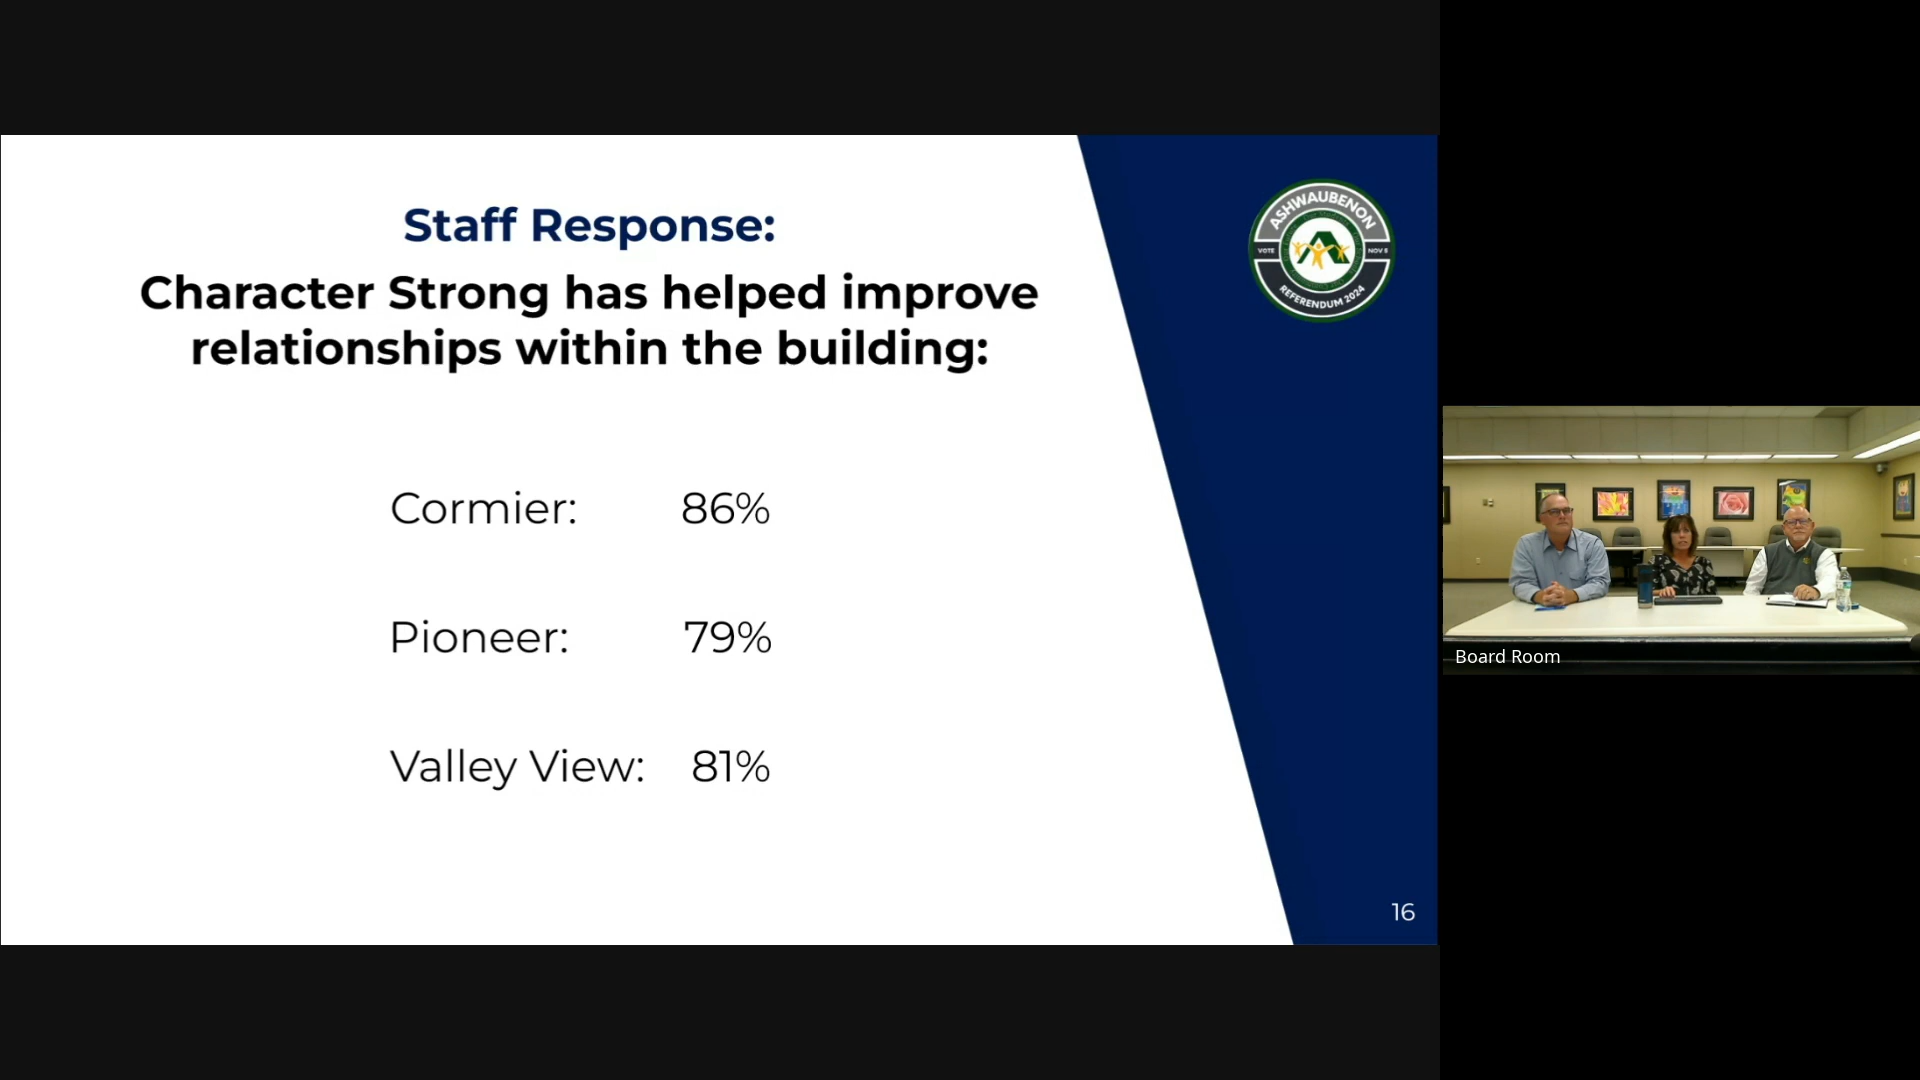 Staff Response:
Character Strong has helped improve
relationships within the building:
Cormier: 86%
Pioneer: 79%
Valley View: 81%
ASHWAUBENON
VOTE
NOV 5
REFERENDUM 2024
16
Board Room